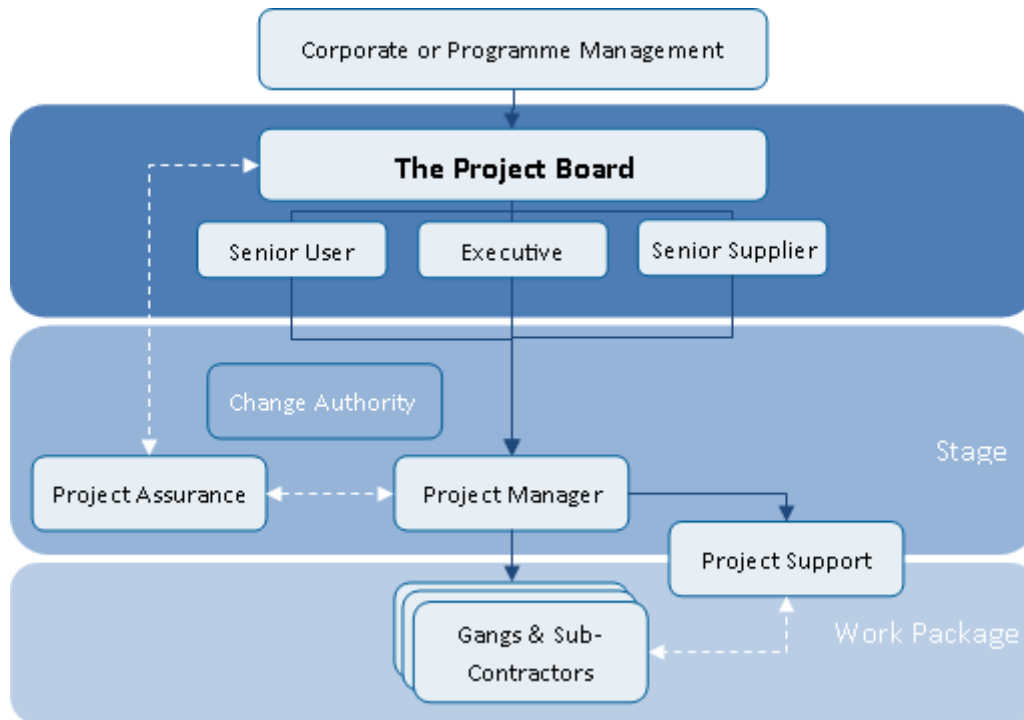 Corporate or Programme Management
The Project Board
Senior User
Executive
Senior Supplier
Change Authority
Stage
Project Assurance
Project Manager
Project Support
Work Package
Gangs & Sub-
Contractors